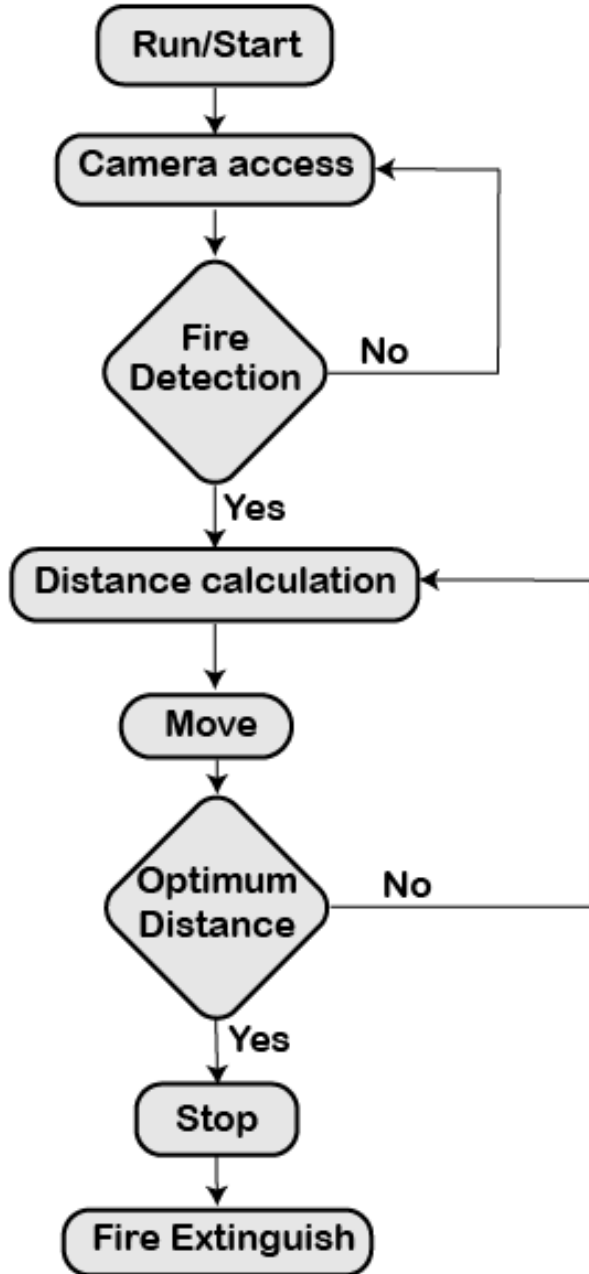 Run/Start
Camera access
Fire
Detection
No
Yes
Distance calculation
Move
Optimum
Distance
No
Yes
Stop
Fire Extinguish